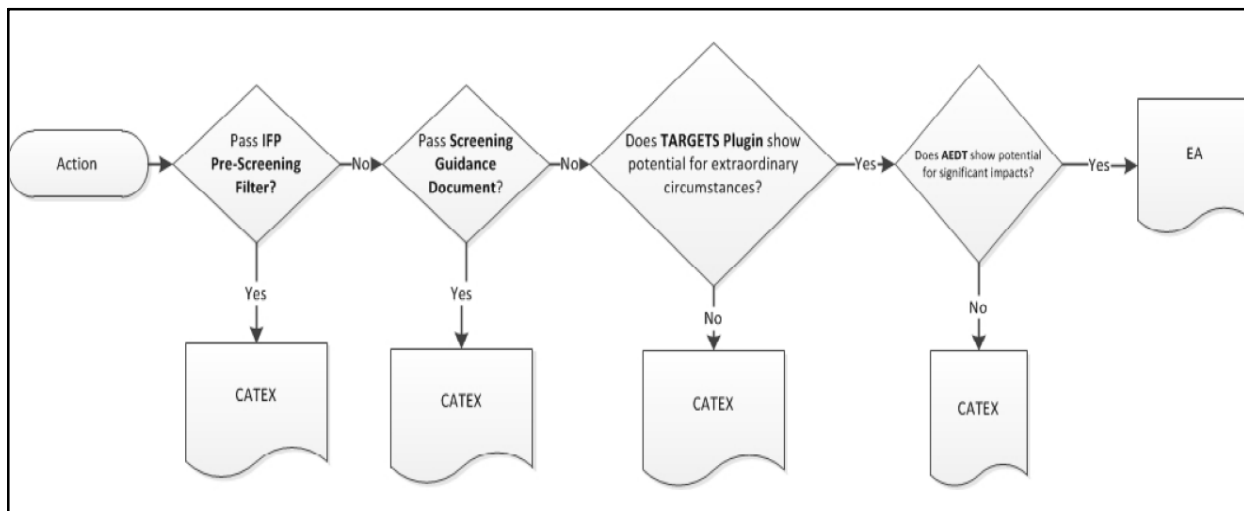 Action
Pass IFP
Pre-Screening
Filter?
No
Pass Screening
Guidance
Document?
No
Does TARGETS Plugin show
potential for extraordinary
circumstances?
Yes
Does AEDT show potential
for significant impacts?
Yes
EA
Yes
Yes
No
No
CATEX
CATEX
CATEX
CATEX